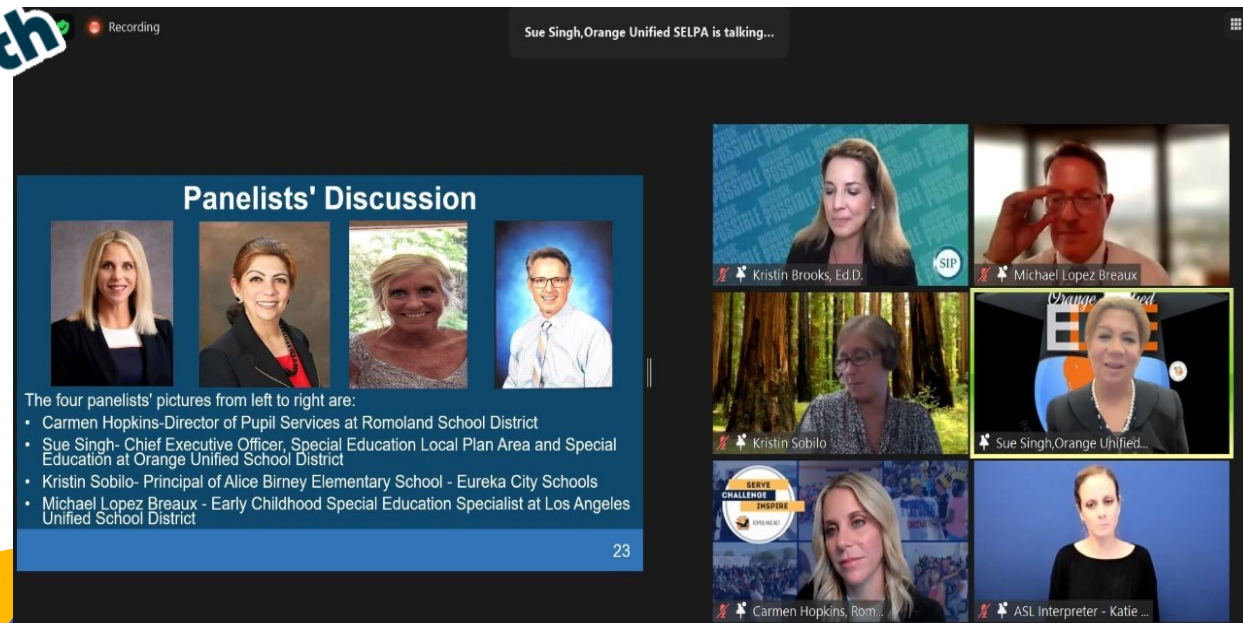 ch
Recording
Sue Singh,Orange Unified SELPA is talking...
Panelists' Discussion
The four panelists' pictures from left to right are:
• Carmen Hopkins-Director of Pupil Services at Romoland School District
• Sue Singh- Chief Executive Officer, Special Education Local Plan Area and Special
Education at Orange Unified School District
• Kristin Sobilo- Principal of Alice Birney Elementary School - Eureka City Schools
• Michael Lopez Breaux - Early Childhood Special Education Specialist at Los Angeles
Unified School District
23
POSSIBLE
SIP
Kristin Brooks, Ed.D.
Michael Lopez Breaux
Kristin Sobilo
Orange
Sue Singh,Orange Unified...
SERVE
CHALLENGE
INSPIRE
ROMOLAND.NET
Carmen Hopkins, Rom...
ASL Interpreter - Katie ...